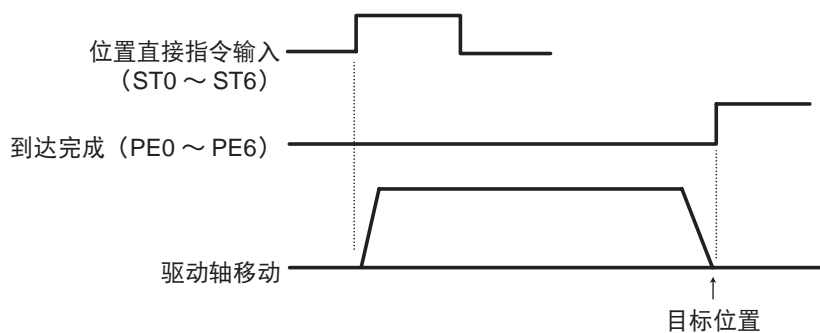 位置直接指令输入
（ST0 ～ ST6）
到达完成（PE0 ～ PE6）
驱动轴移动
目标位置